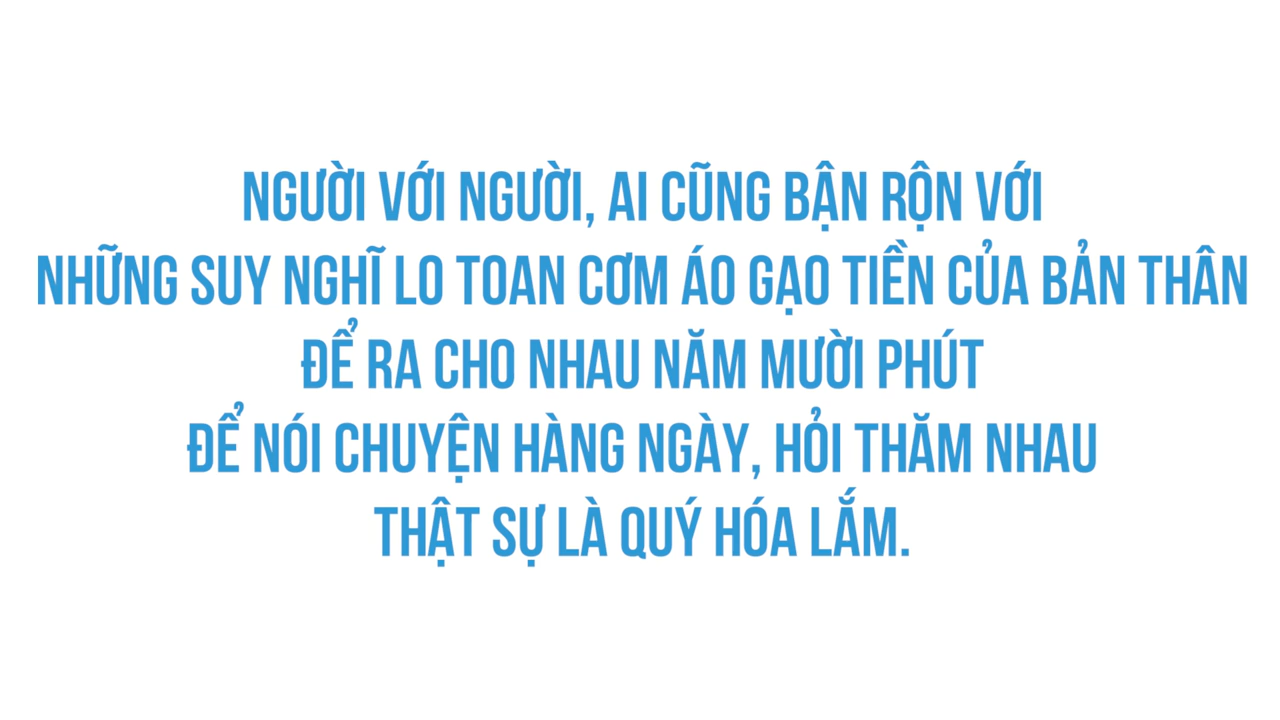 NGƯỜI VỚI NGƯỜI, AI CŨNG BẬN RỘN VỚI
NHỮNG SUY NGHĨ LO TOAN CƠM ÁO GẠO TIỀN CỦA BẢN THÂN
ĐỂ RA CHO NHAU NĂM MƯỜI PHÚT
ĐỂ NÓI CHUYỆN HÀNG NGÀY, HỎI THĂM NHAU
THẬT SỰ LÀ QUÝ HÓA LẮM.